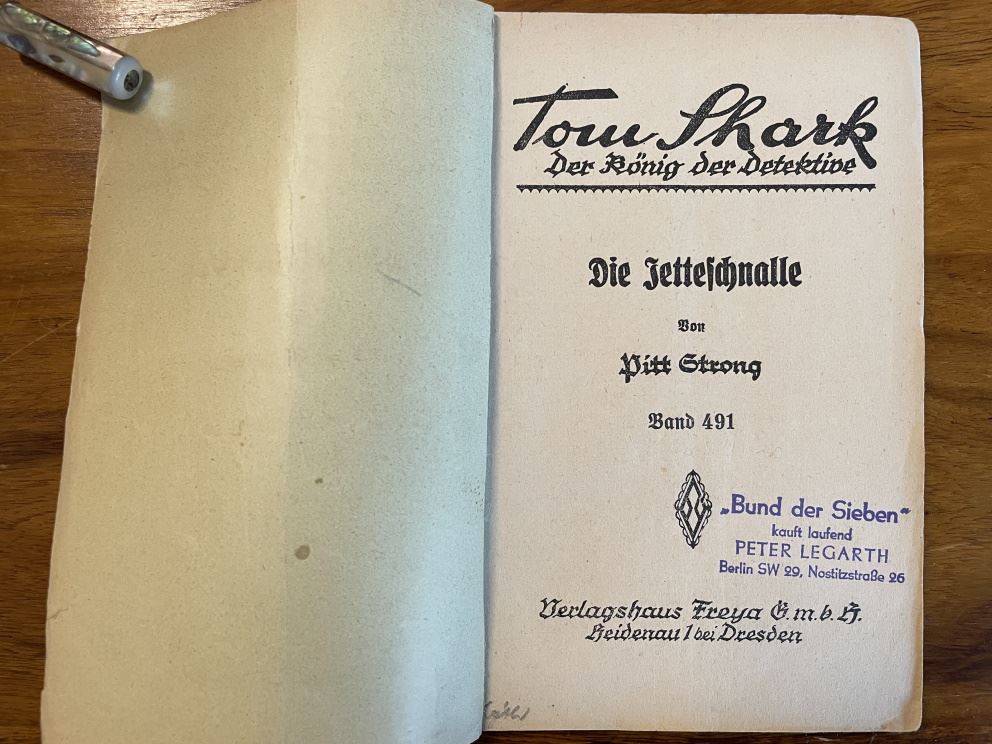 Tom Shark
Der König der Detektive
Die Jetteschnalle
Von
Pitt Strong
Band 491
„Bund der Sieben“
kauft laufend
PETER LEGARTH
Berlin SW 29, Nostitzstraße 26
Verlagshaus Freya G.m.b.H.
Heidenau 1 bei Dresden